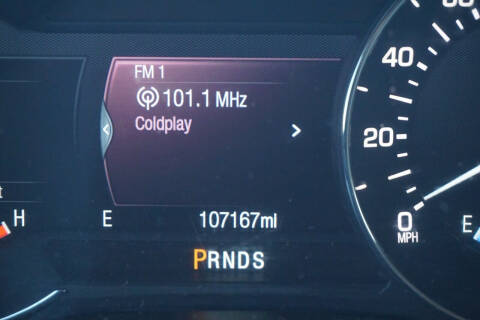 FM 1
101.1 MHz
Coldplay
40
20
0
MPH
H
E
107167mi
E
PRNDS